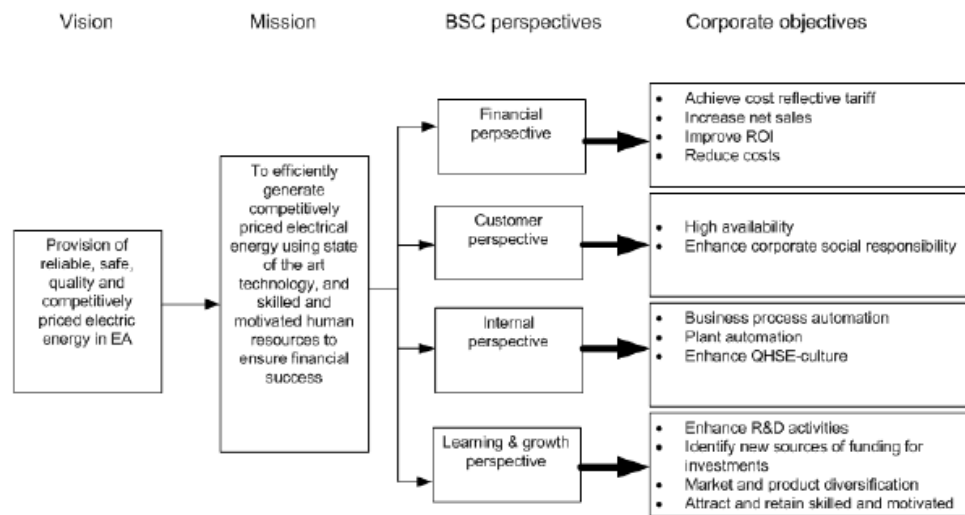 Vision
Mission
BSC perspectives
Corporate objectives
Provision of
reliable, safe,
quality and
competitively
priced electric
energy in EA
To efficiently
generate
competitively
priced electrical
energy using state
of the art
technology, and
skilled and
motivated human
resources to
ensure financial
success
Financial
perpsective
• Achieve cost reflective tariff
• Increase net sales
• Improve ROI
• Reduce costs
Customer
perspective
• High availability
• Enhance corporate social responsibility
Internal
perspective
• Business process automation
• Plant automation
• Enhance QHSE-culture
Learning & growth
perspective
• Enhance R&D activities
• Identify new sources of funding for
investments
• Market and product diversification
• Attract and retain skilled and motivated